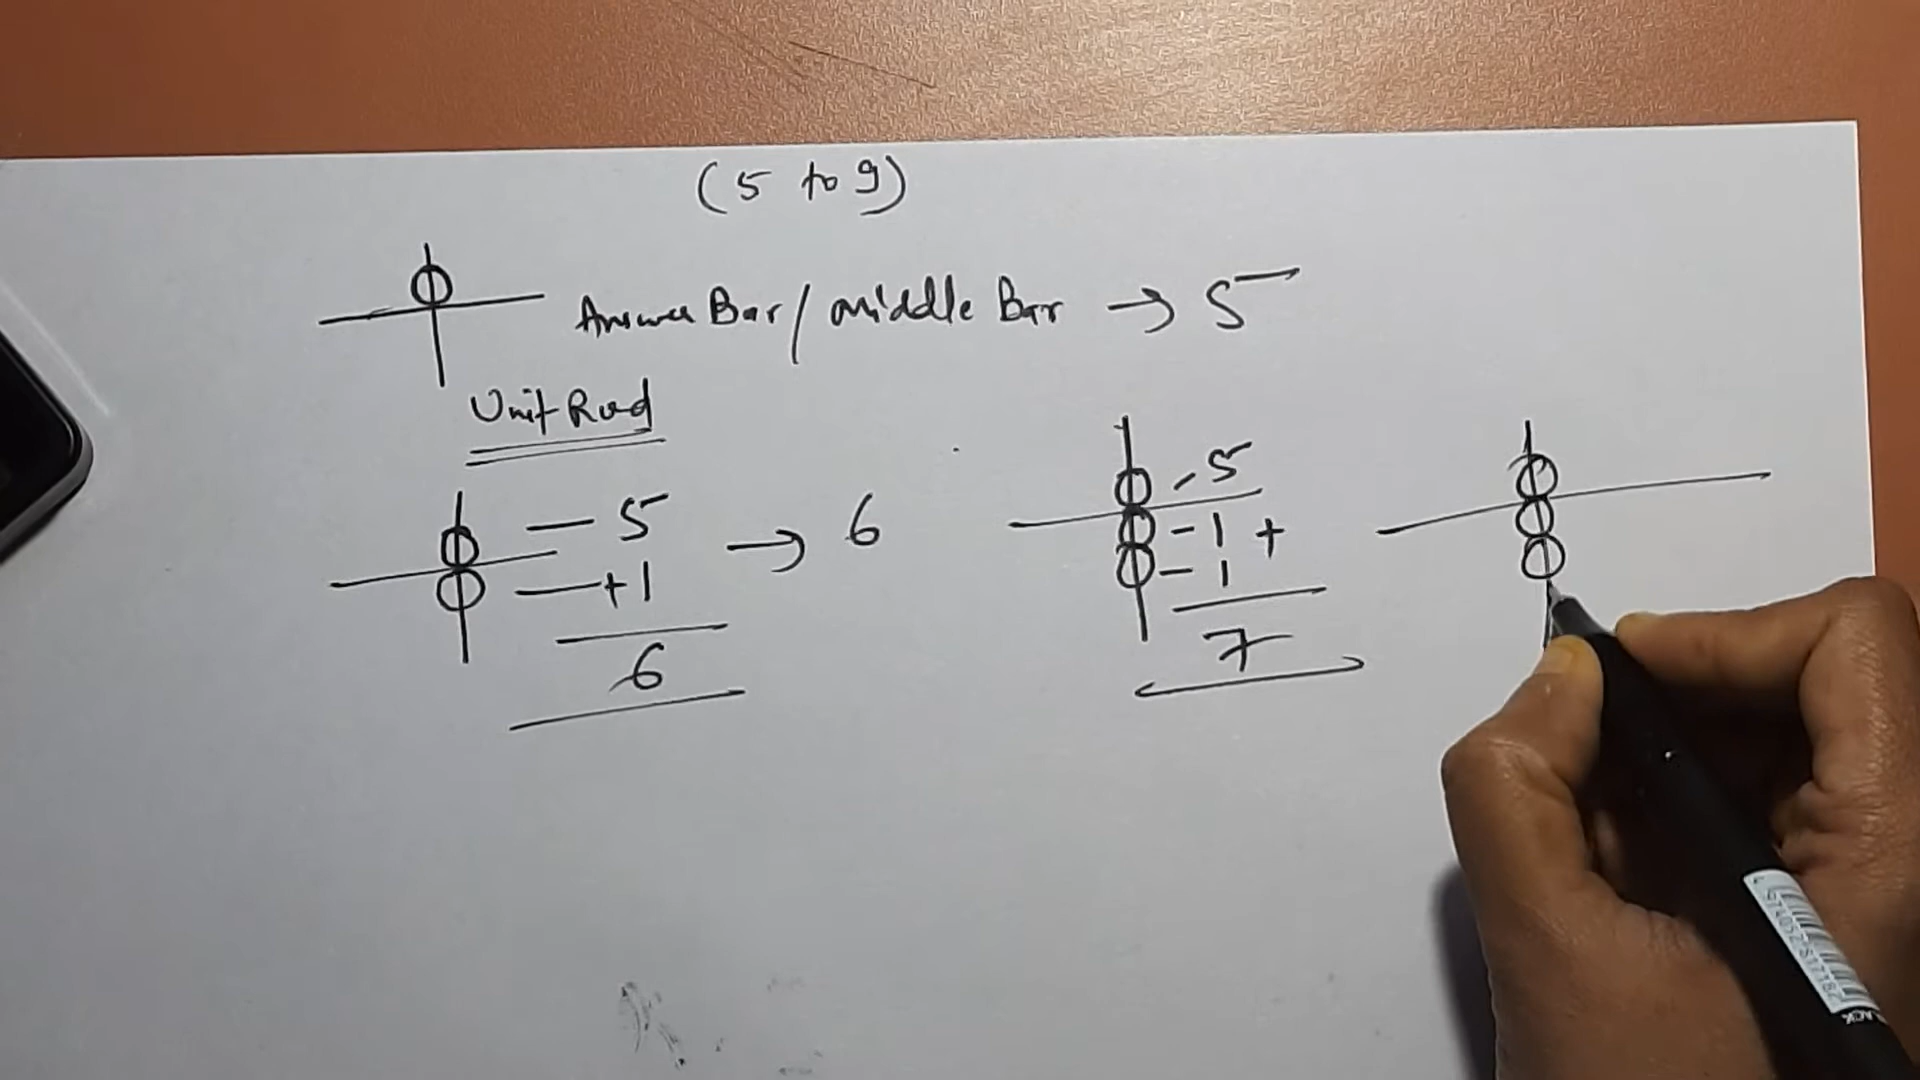 (5 to 9)
Answer Bar / middle Bar → 5
Unit Rod
5
+1
6
→ 6
- 5
- 1 +
- 1
7